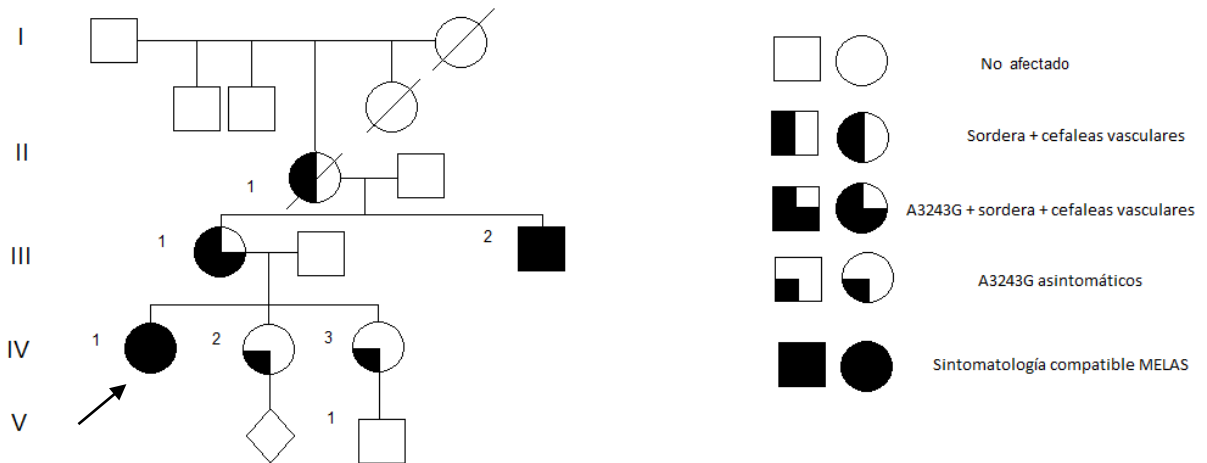 I
II
1
1
2
III
1
2
3
IV
1
V
No afectado
Sordera + cefaleas vasculares
A3243G + sordera + cefaleas vasculares
A3243G asintomáticos
Sintomatología compatible MELAS